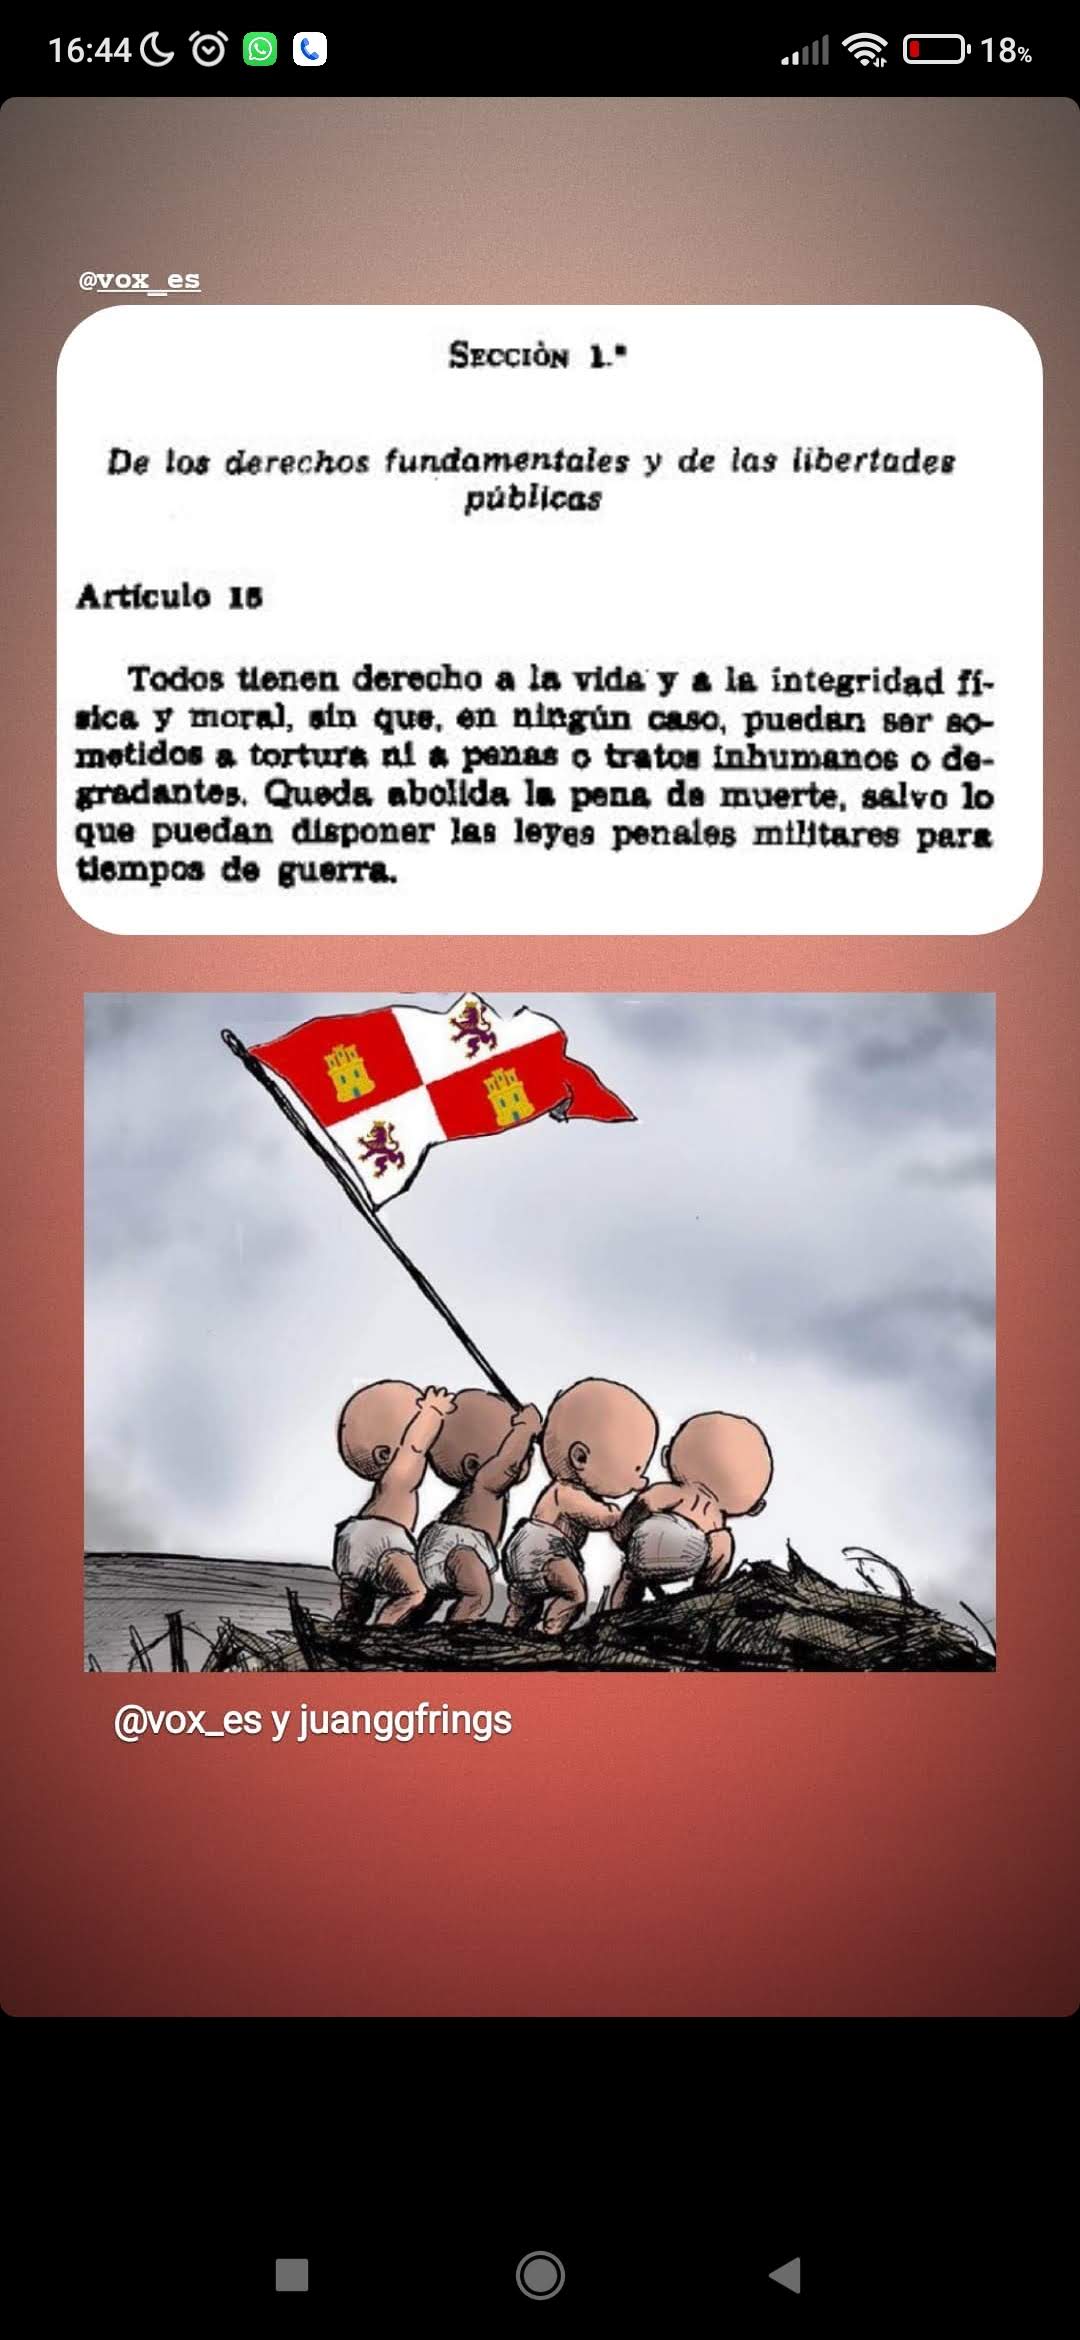 16:44
18%
@vox_es
SECCIÒN 1.ª
De los derechos fundamentales y de las libertades
públicas
Artículo 15
Todos tienen derecho a la vida y a la integridad fí-
sica y moral, sin que, en ningún caso, puedan ser so-
metidos a tortura ni a penas o tratos inhumanos o de-
gradantes. Queda abolida la pena de muerte, salvo lo
que puedan disponer las leyes penales militares para
tiempos de guerra.
@vox_es y juanggfrings